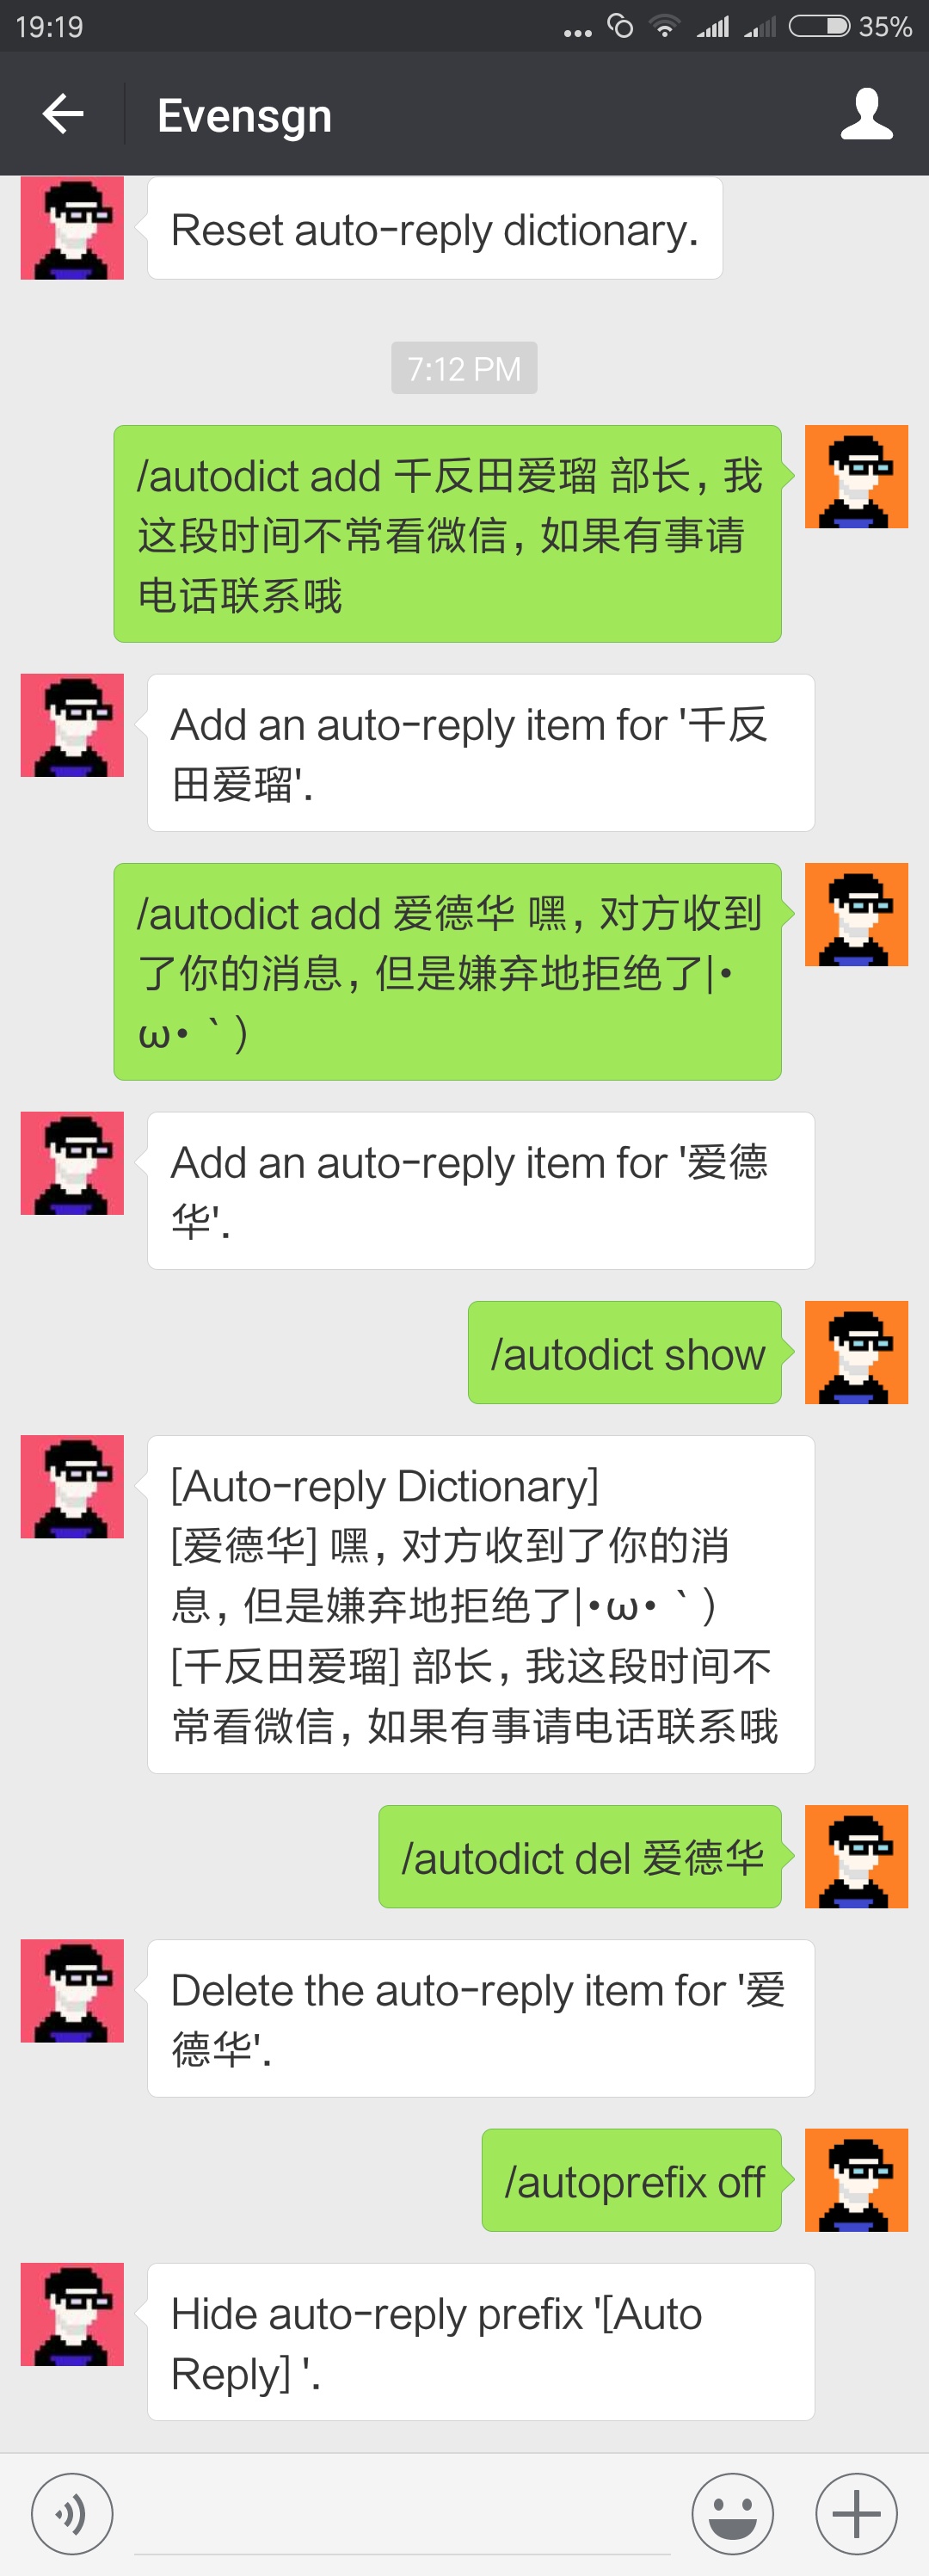 19:19
35%
Evensgn
Reset auto-reply dictionary.
7:12 PM
/autodict add 千反田爱瑠 部长，我
这段时间不常看微信，如果有事请
电话联系哦
Add an auto-reply item for '千反
田爱瑠'.
/autodict add 爱德华 嘿，对方收到
了你的消息，但是嫌弃地拒绝了|•
ω•｀)
Add an auto-reply item for '爱德
华'.
/autodict show
[Auto-reply Dictionary]
[爱德华] 嘿，对方收到了你的消
息，但是嫌弃地拒绝了|•ω•｀)
[千反田爱瑠] 部长，我这段时间不
常看微信，如果有事请电话联系哦
/autodict del 爱德华
Delete the auto-reply item for '爱
德华'.
/autoprefix off
Hide auto-reply prefix '[Auto
Reply] '.